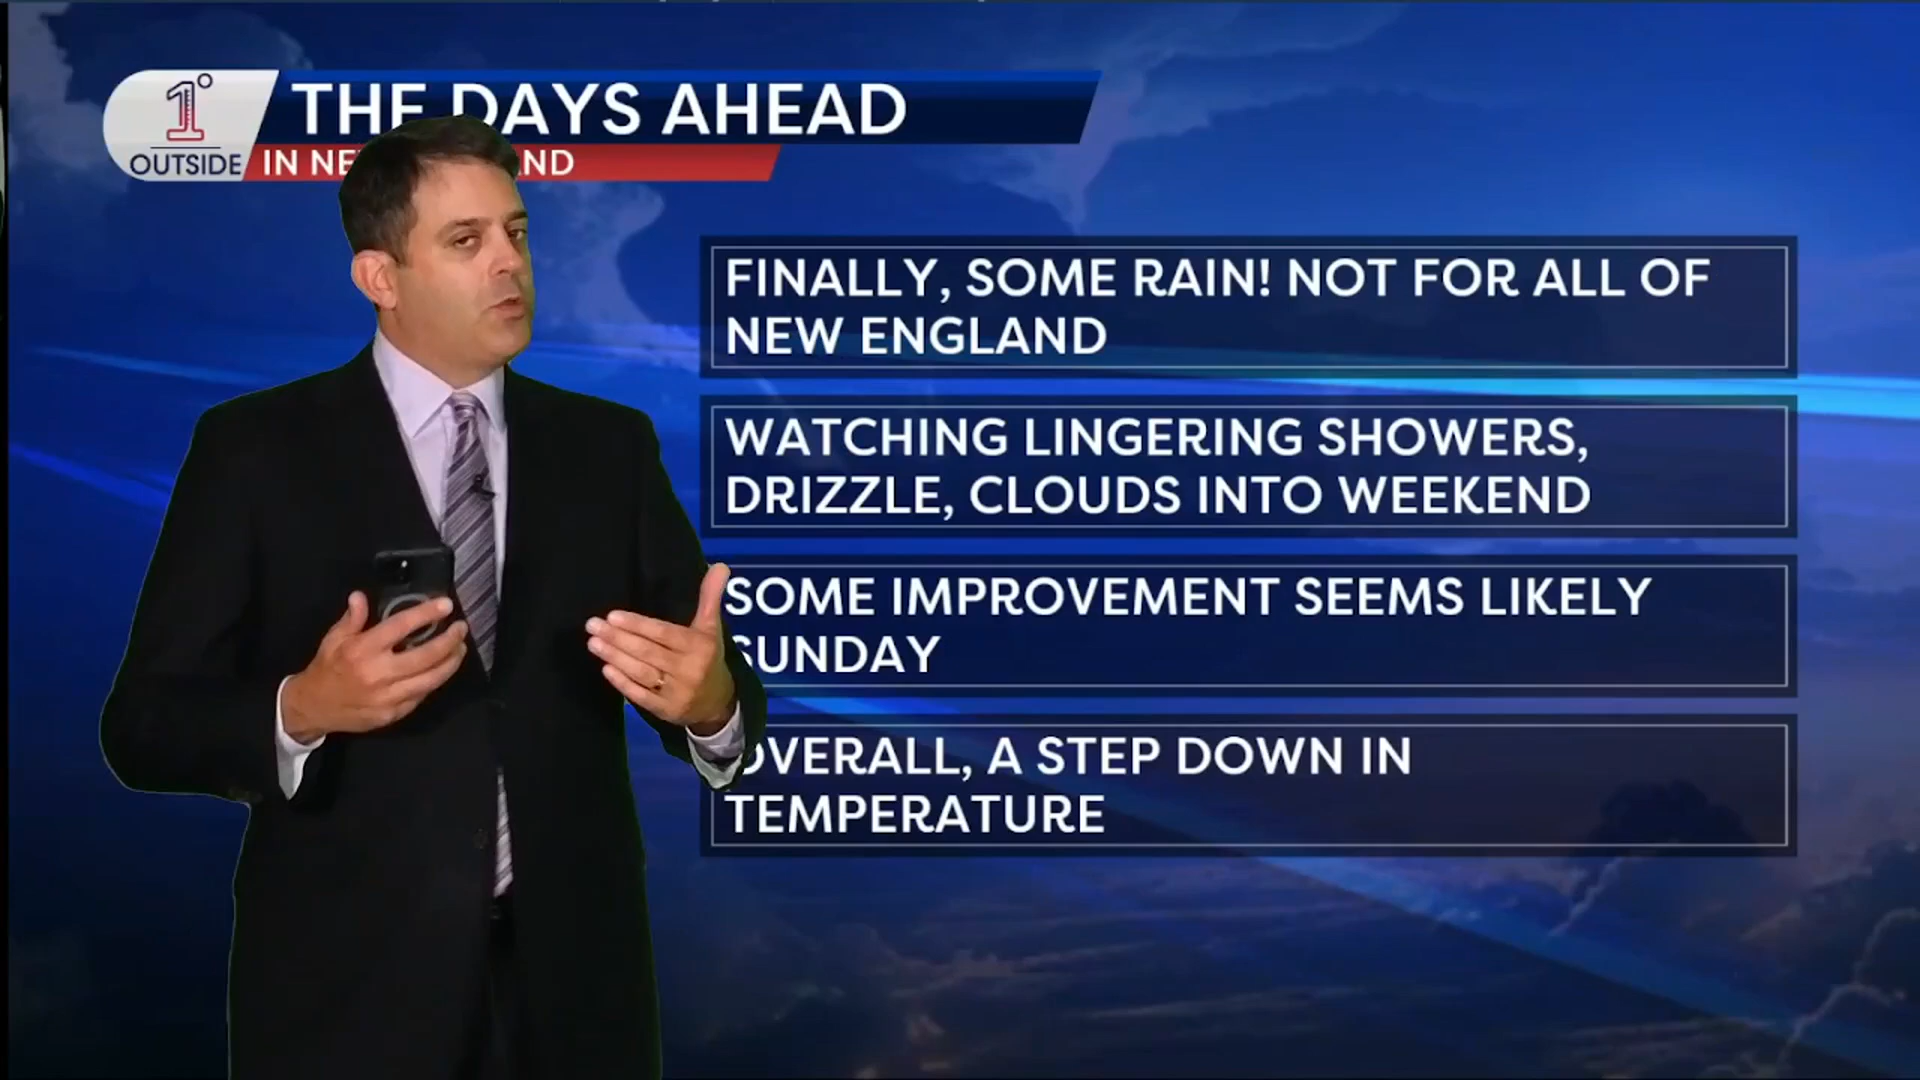 1°
OUTSIDE
THE DAYS AHEAD
IN
FINALLY, SOME RAIN! NOT FOR ALL OF
NEW ENGLAND
WATCHING LINGERING SHOWERS,
DRIZZLE, CLOUDS INTO WEEKEND
SOME IMPROVEMENT SEEMS LIKELY
SUNDAY
OVERALL, A STEP DOWN IN
TEMPERATURE